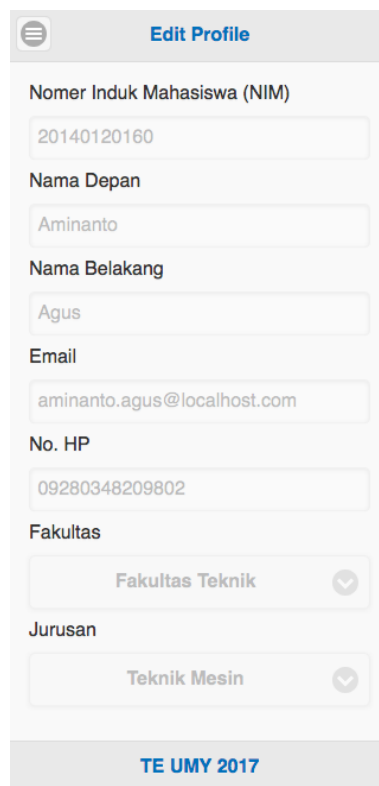 Edit Profile
Nomer Induk Mahasiswa (NIM)
20140120160
Nama Depan
Aminanto
Nama Belakang
Agus
Email
aminanto.agus@localhost.com
No. HP
09280348209802
Fakultas
Fakultas Teknik
Jurusan
Teknik Mesin
TE UMY 2017